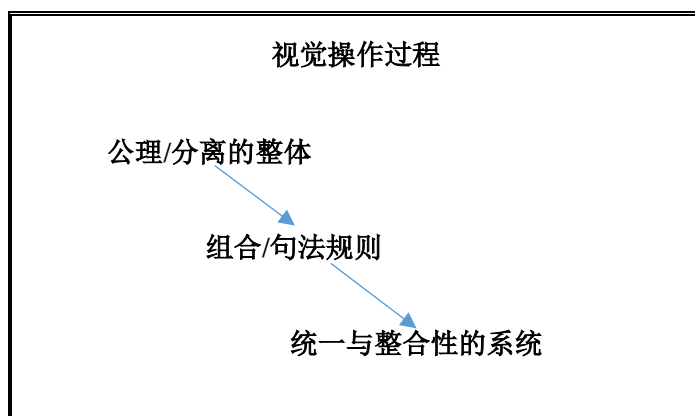 视觉操作过程
公理/分离的整体
组合/句法规则
统一与整合性的系统